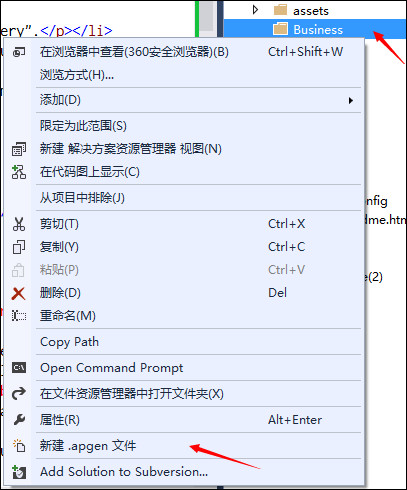 ery”.</p></li>
assets
Business
在浏览器中查看(360安全浏览器)(B) Ctrl+Shift+W
浏览方式(H)...
添加(D)
限定为此范围(S)
新建 解决方案资源管理器 视图(N)
在代码图上显示(C)
从项目中排除(J)
剪切(T) Ctrl+X
复制(Y) Ctrl+C
粘贴(P) Ctrl+V
删除(D) Del
重命名(M)
Copy Path
Open Command Prompt
在文件资源管理器中打开文件夹(X)
属性(R) Alt+Enter
新建 .apgen 文件
Add Solution to Subversion...
nfig
dme.htm
e(2)